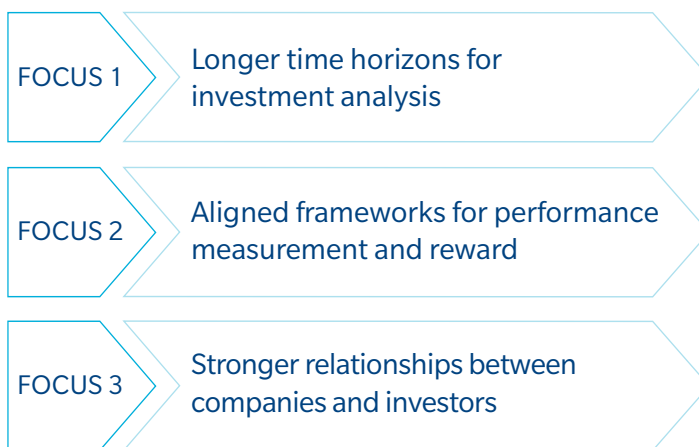 FOCUS 1
Longer time horizons for
investment analysis
FOCUS 2
Aligned frameworks for performance
measurement and reward
FOCUS 3
Stronger relationships between
companies and investors